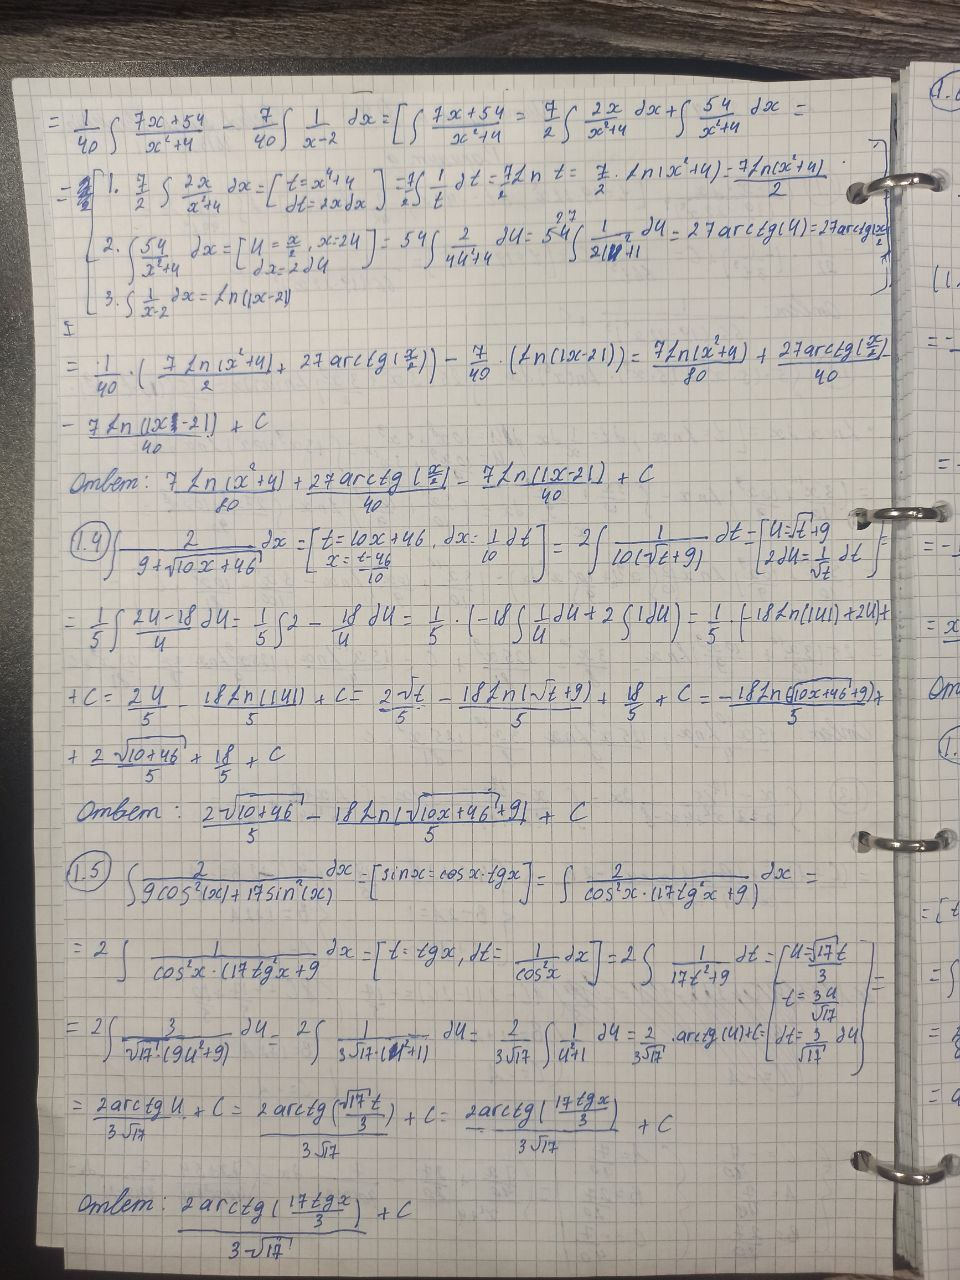 = 1/40 ∫ (7x+54)/(x²+4) - 7/40 ∫ 1/(x-2) dx = [ ∫ (7x+54)/(x²+4) = 7/2 ∫ 2x/(x²+4) dx + ∫ 54/(x²+4) dx =
= [ 1. 7/2 ∫ 2x/(x²+4) dx = [ t=x²+4 dt=2xdx ] = 7/2 ∫ 1/t dt = 7/2 Ln t = 7/2 · Ln(x²+4) = 7Ln(x²+4)/2
2. ∫ 54/(x²+4) dx = [ u = x/2, x=2u dx=2du ] = 54 ∫ 2/(4u²+4) du = 54 27 ∫ 1/(2(u²+1) du = 27 arctg(u) = 27arctg(x/2)
3. ∫ 1/(x-2) dx = Ln(|x-2|) ]
= 1/40 · ( 7Ln(x²+4)/2 + 27 arctg(x/2)) - 7/40 · (Ln(|x-2|)) = 7Ln(x²+4)/80 + 27arctg(x/2)/40 -
- 7Ln(|x-2|)/40 + C
Ответ: 7Ln(x²+4)/80 + 27arctg(x/2)/40 - 7Ln(|x-2|)/40 + C
1.4 ∫ 2/(9+√(10x+46)) dx = [ t=10x+46, dx=1/10 dt x=(t-46)/10 ] = 2 ∫ 1/(10(√t+9)) dt = [ u=√t+9 2du=1/√t dt ] =
= 1/5 ∫ (2u-18)/u du = 1/5 ∫ 2 - 18/u du = 1/5 · (-18 ∫ 1/u du + 2 ∫ 1du) = 1/5 · (-18Ln(|u|)+2u)+
+C = 2u/5 - 18Ln(|u|)/5 + C = 2√t/5 - 18Ln(√t+9)/5 + 18/5 + C = -18Ln(√(10x+46)+9)/5 +
+ 2√(10+46)/5 + 18/5 + C
Ответ: 2√(10+46)/5 - 18Ln(√(10x+46)+9)/5 + C
1.5 ∫ 2/(9cos²(x)+17sin²(x)) dx = [sinx=cosx·tgx] = ∫ 2/(cos²x·(17tg²x+9)) dx =
= 2 ∫ 1/(cos²x·(17tg²x+9 dx = [t=tgx, dt=1/cos²x dx] = 2 ∫ 1/(17t²+9) dt = [ u=√17 t/3 t=3u/√17
= 2 ∫ 3/(√17·(9u²+9)) du = 2 ∫ 1/(3√17·(u²+1)) du = 2/(3√17) ∫ 1/(u²+1) du = 2/(3√17) · arctg(u)+C = dt=3/√17 du ] =
= 2arctg u/(3√17) + C = 2arctg(√17 t/3)/(3√17) + C = 2arctg(17tgx/3)/(3√17) + C
Ответ: 2arctg(17tgx/3)/(3√17) + C